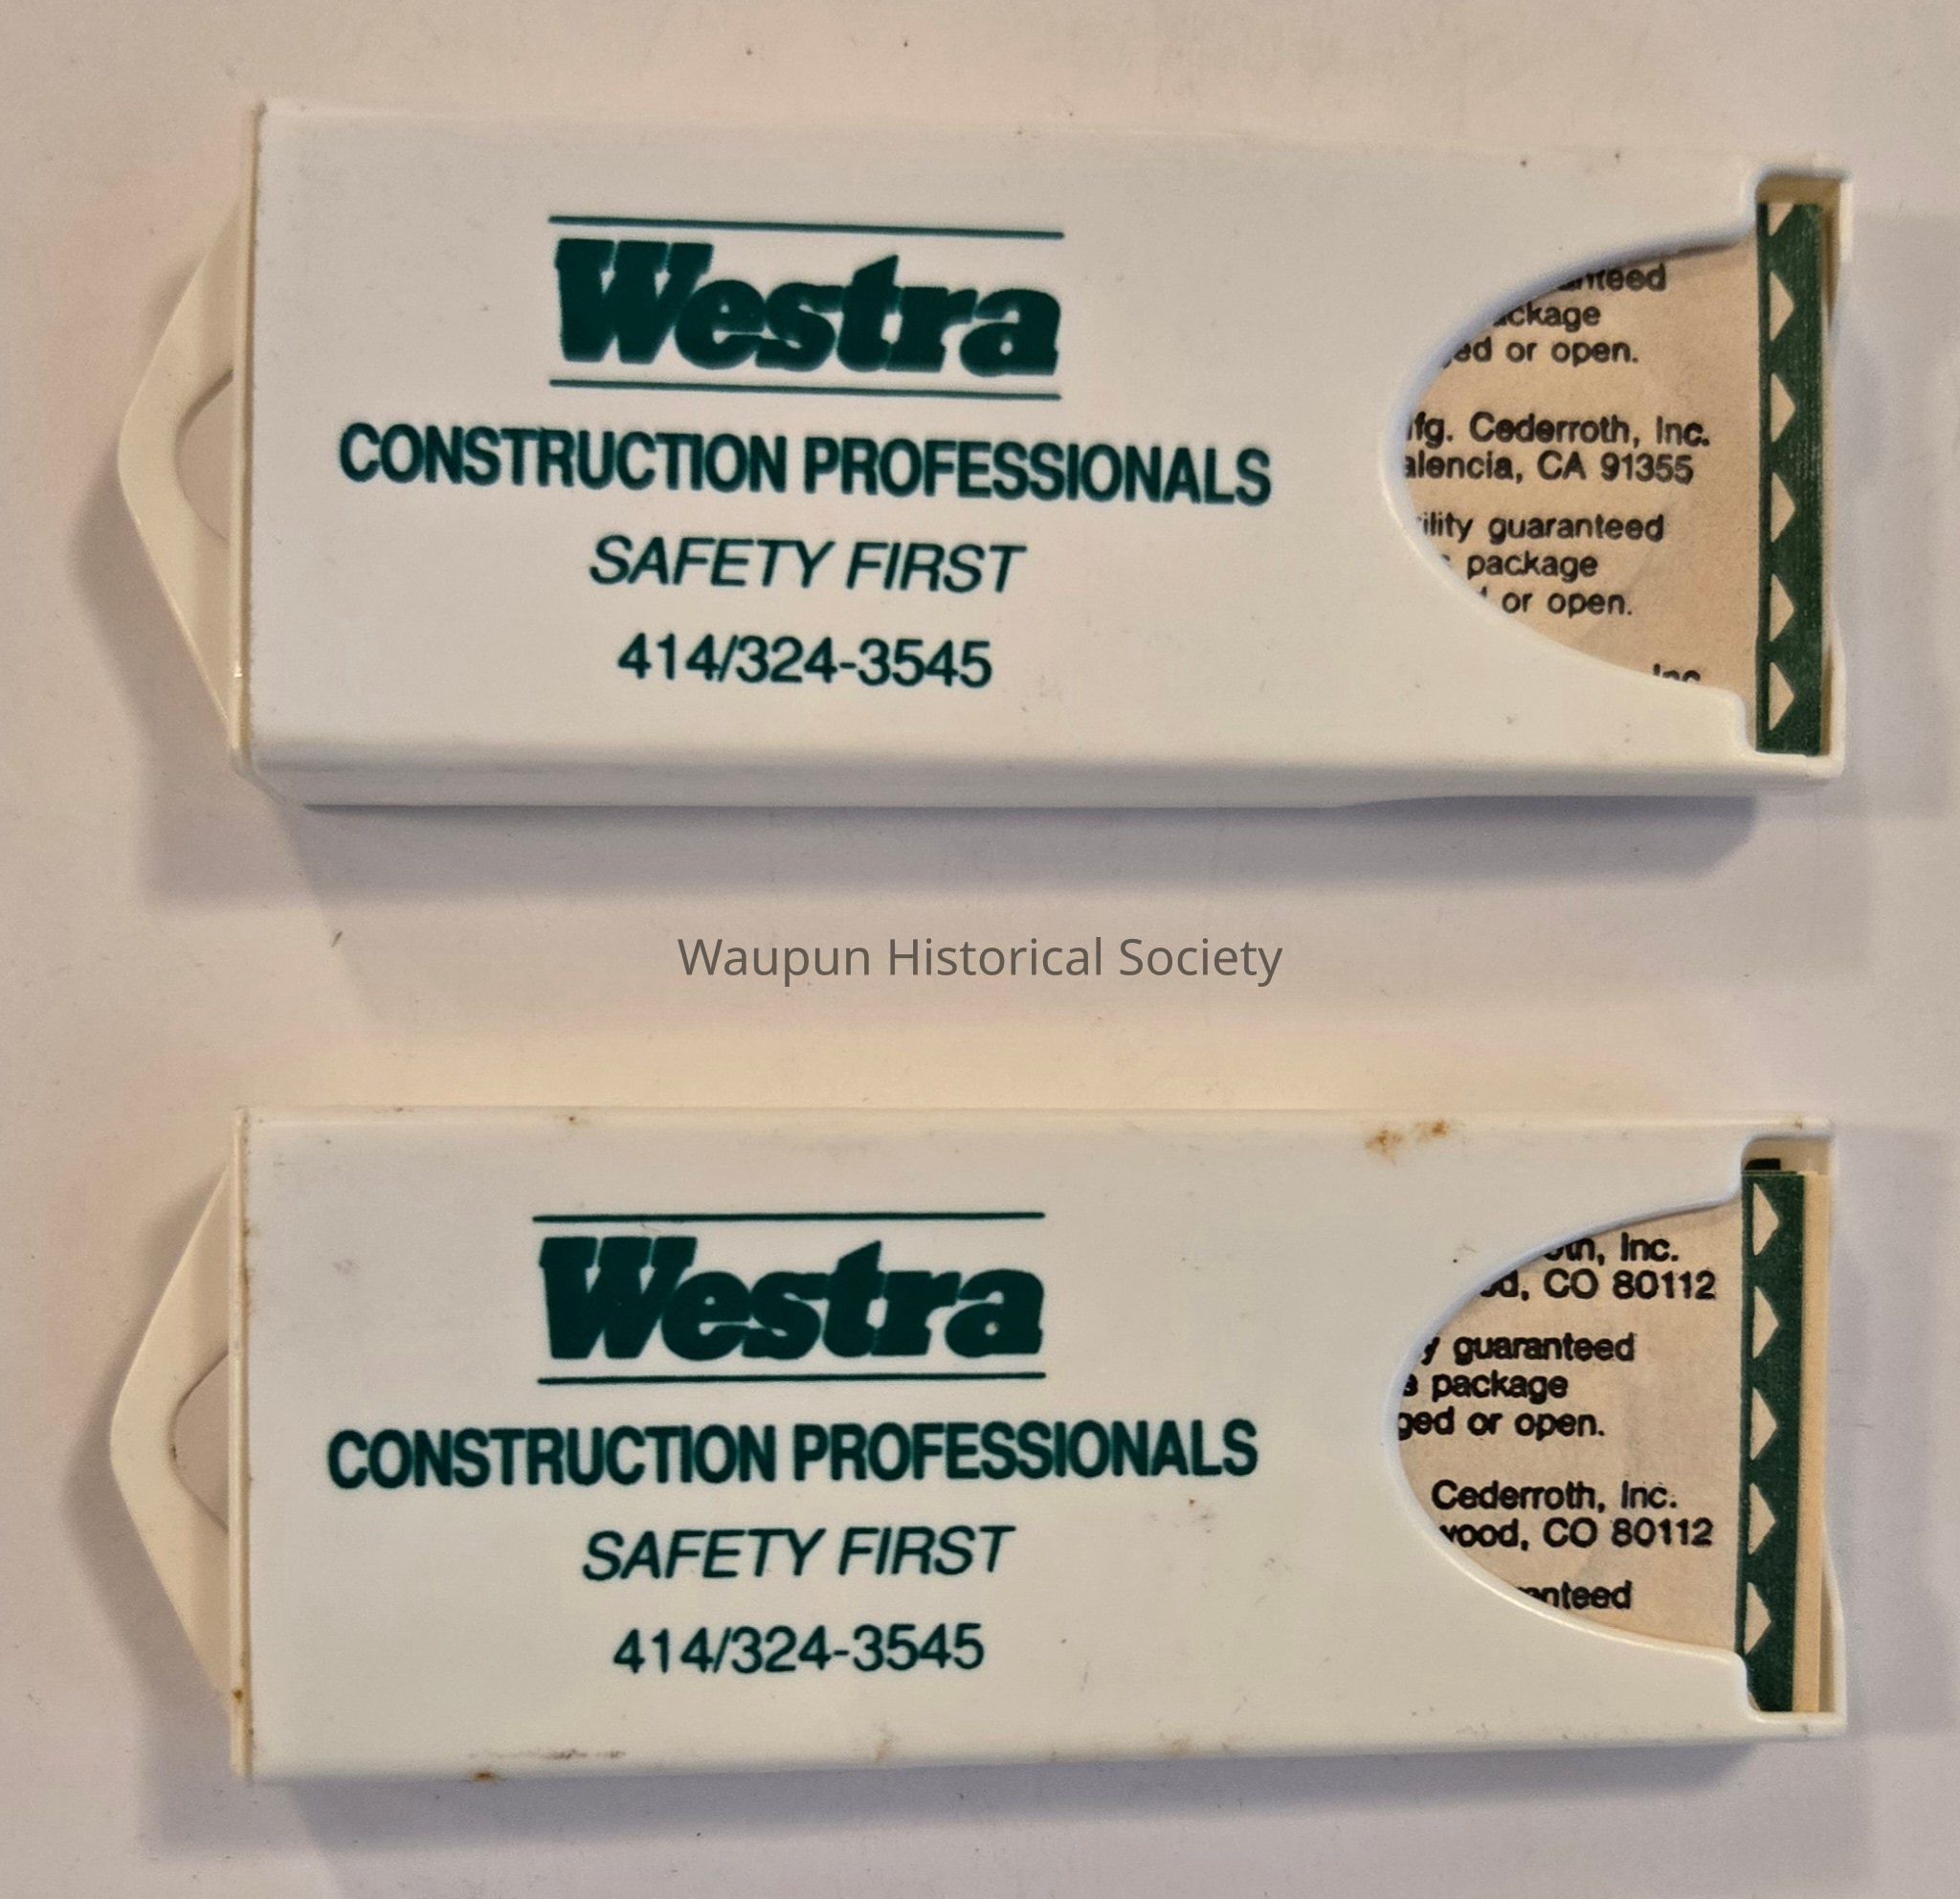 Westra
CONSTRUCTION PROFESSIONALS
SAFETY FIRST
414/324-3545
package
or open.
Cederroth, Inc.
CA 91355
guaranteed
package
or open.
Waupun Historical Society
Westra
CONSTRUCTION PROFESSIONALS
SAFETY FIRST
414/324-3545
Inc.
CO 80112
guaranteed
package
or open.
Cederroth, Inc.
CO 80112